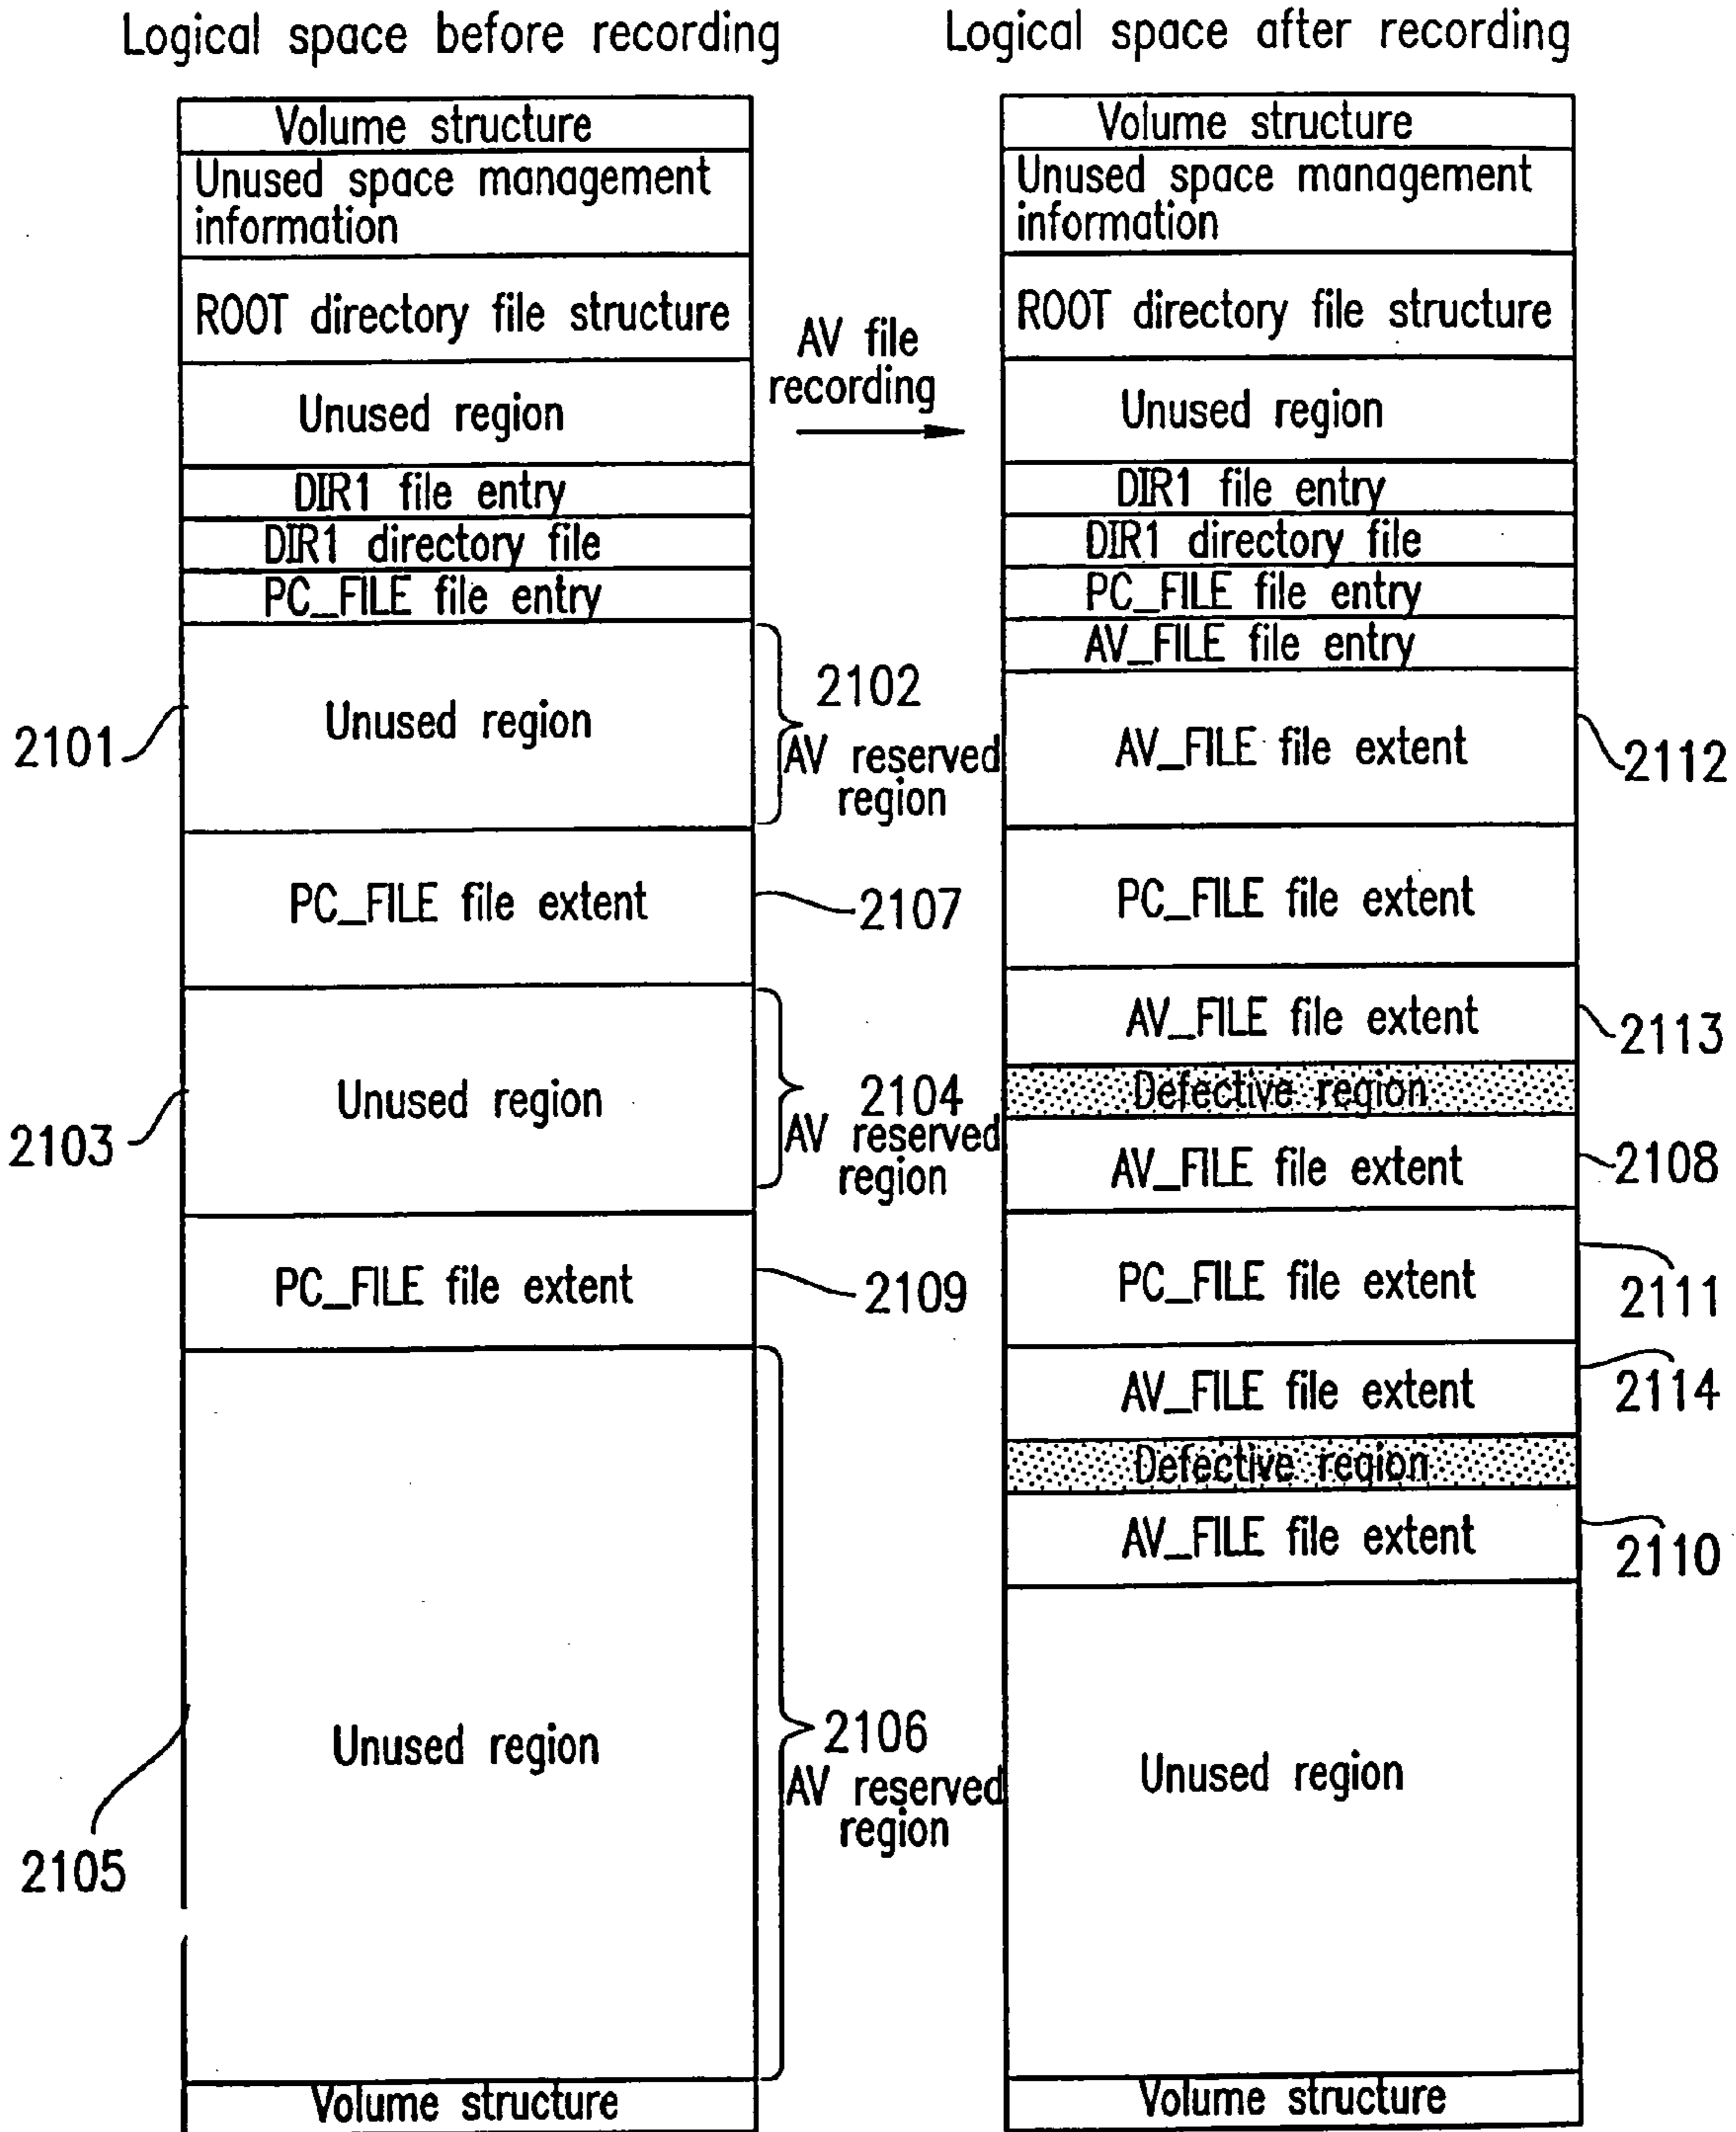 Logical space before recording
Volume structure
Unused space management
information
ROOT directory file structure
Unused region
DIR1 file entry
DIR1 directory file
PC_FILE file entry
Unused region
PC_FILE file extent
Unused region
PC_FILE file extent
Unused region
Volume structure
2101
2103
2105
AV file
recording
2102
AV reserved
region
2107
2104
AV reserved
region
2109
2106
AV reserved
region
Logical space after recording
Volume structure
Unused space management
information
ROOT directory file structure
Unused region
DIR1 file entry
DIR1 directory file
PC_FILE file entry
AV_FILE file entry
AV_FILE file extent
PC_FILE file extent
AV_FILE file extent
Defective region
AV_FILE file extent
PC_FILE file extent
AV_FILE file extent
Defective region
AV_FILE file extent
Unused region
Volume structure
2112
2113
2108
2111
2114
2110